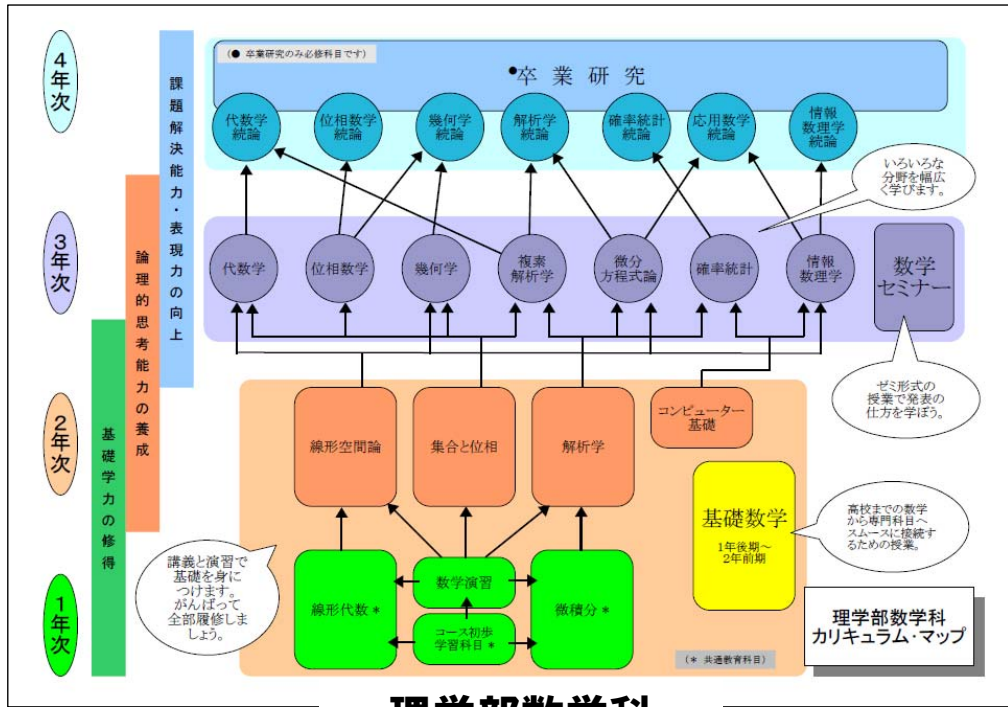 4年次
3年次
2年次
1年次
課題解決能力・表現力の向上
論理的思考能力の養成
基礎学力の修得
(● 卒業研究のみ必修科目です)
●卒業研究
代数学
続論
位相数学
続論
幾何学
続論
解析学
続論
確率統計
続論
応用数学
続論
情報
数理学
続論
いろいろな
分野を幅広
く学びます。
代数学
位相数学
幾何学
複素
解析学
微分
方程式論
確率統計
情報
数理学
数学
セミナー
ゼミ形式の
授業で発表の
仕方を学ぼう。
線形空間論
集合と位相
解析学
コンピューター
基礎
基礎数学
1年後期～
2年前期
高校までの数学
から専門科目へ
スムースに接続す
るための授業。
講義と演習で
基礎を身に
つけます。
がんばって
全部履修しま
しょう。
線形代数＊
数学演習
コース初歩
学習科目＊
微積分＊
(＊ 共通教育科目)
理学部数学科
カリキュラム・マップ
理学部数学科